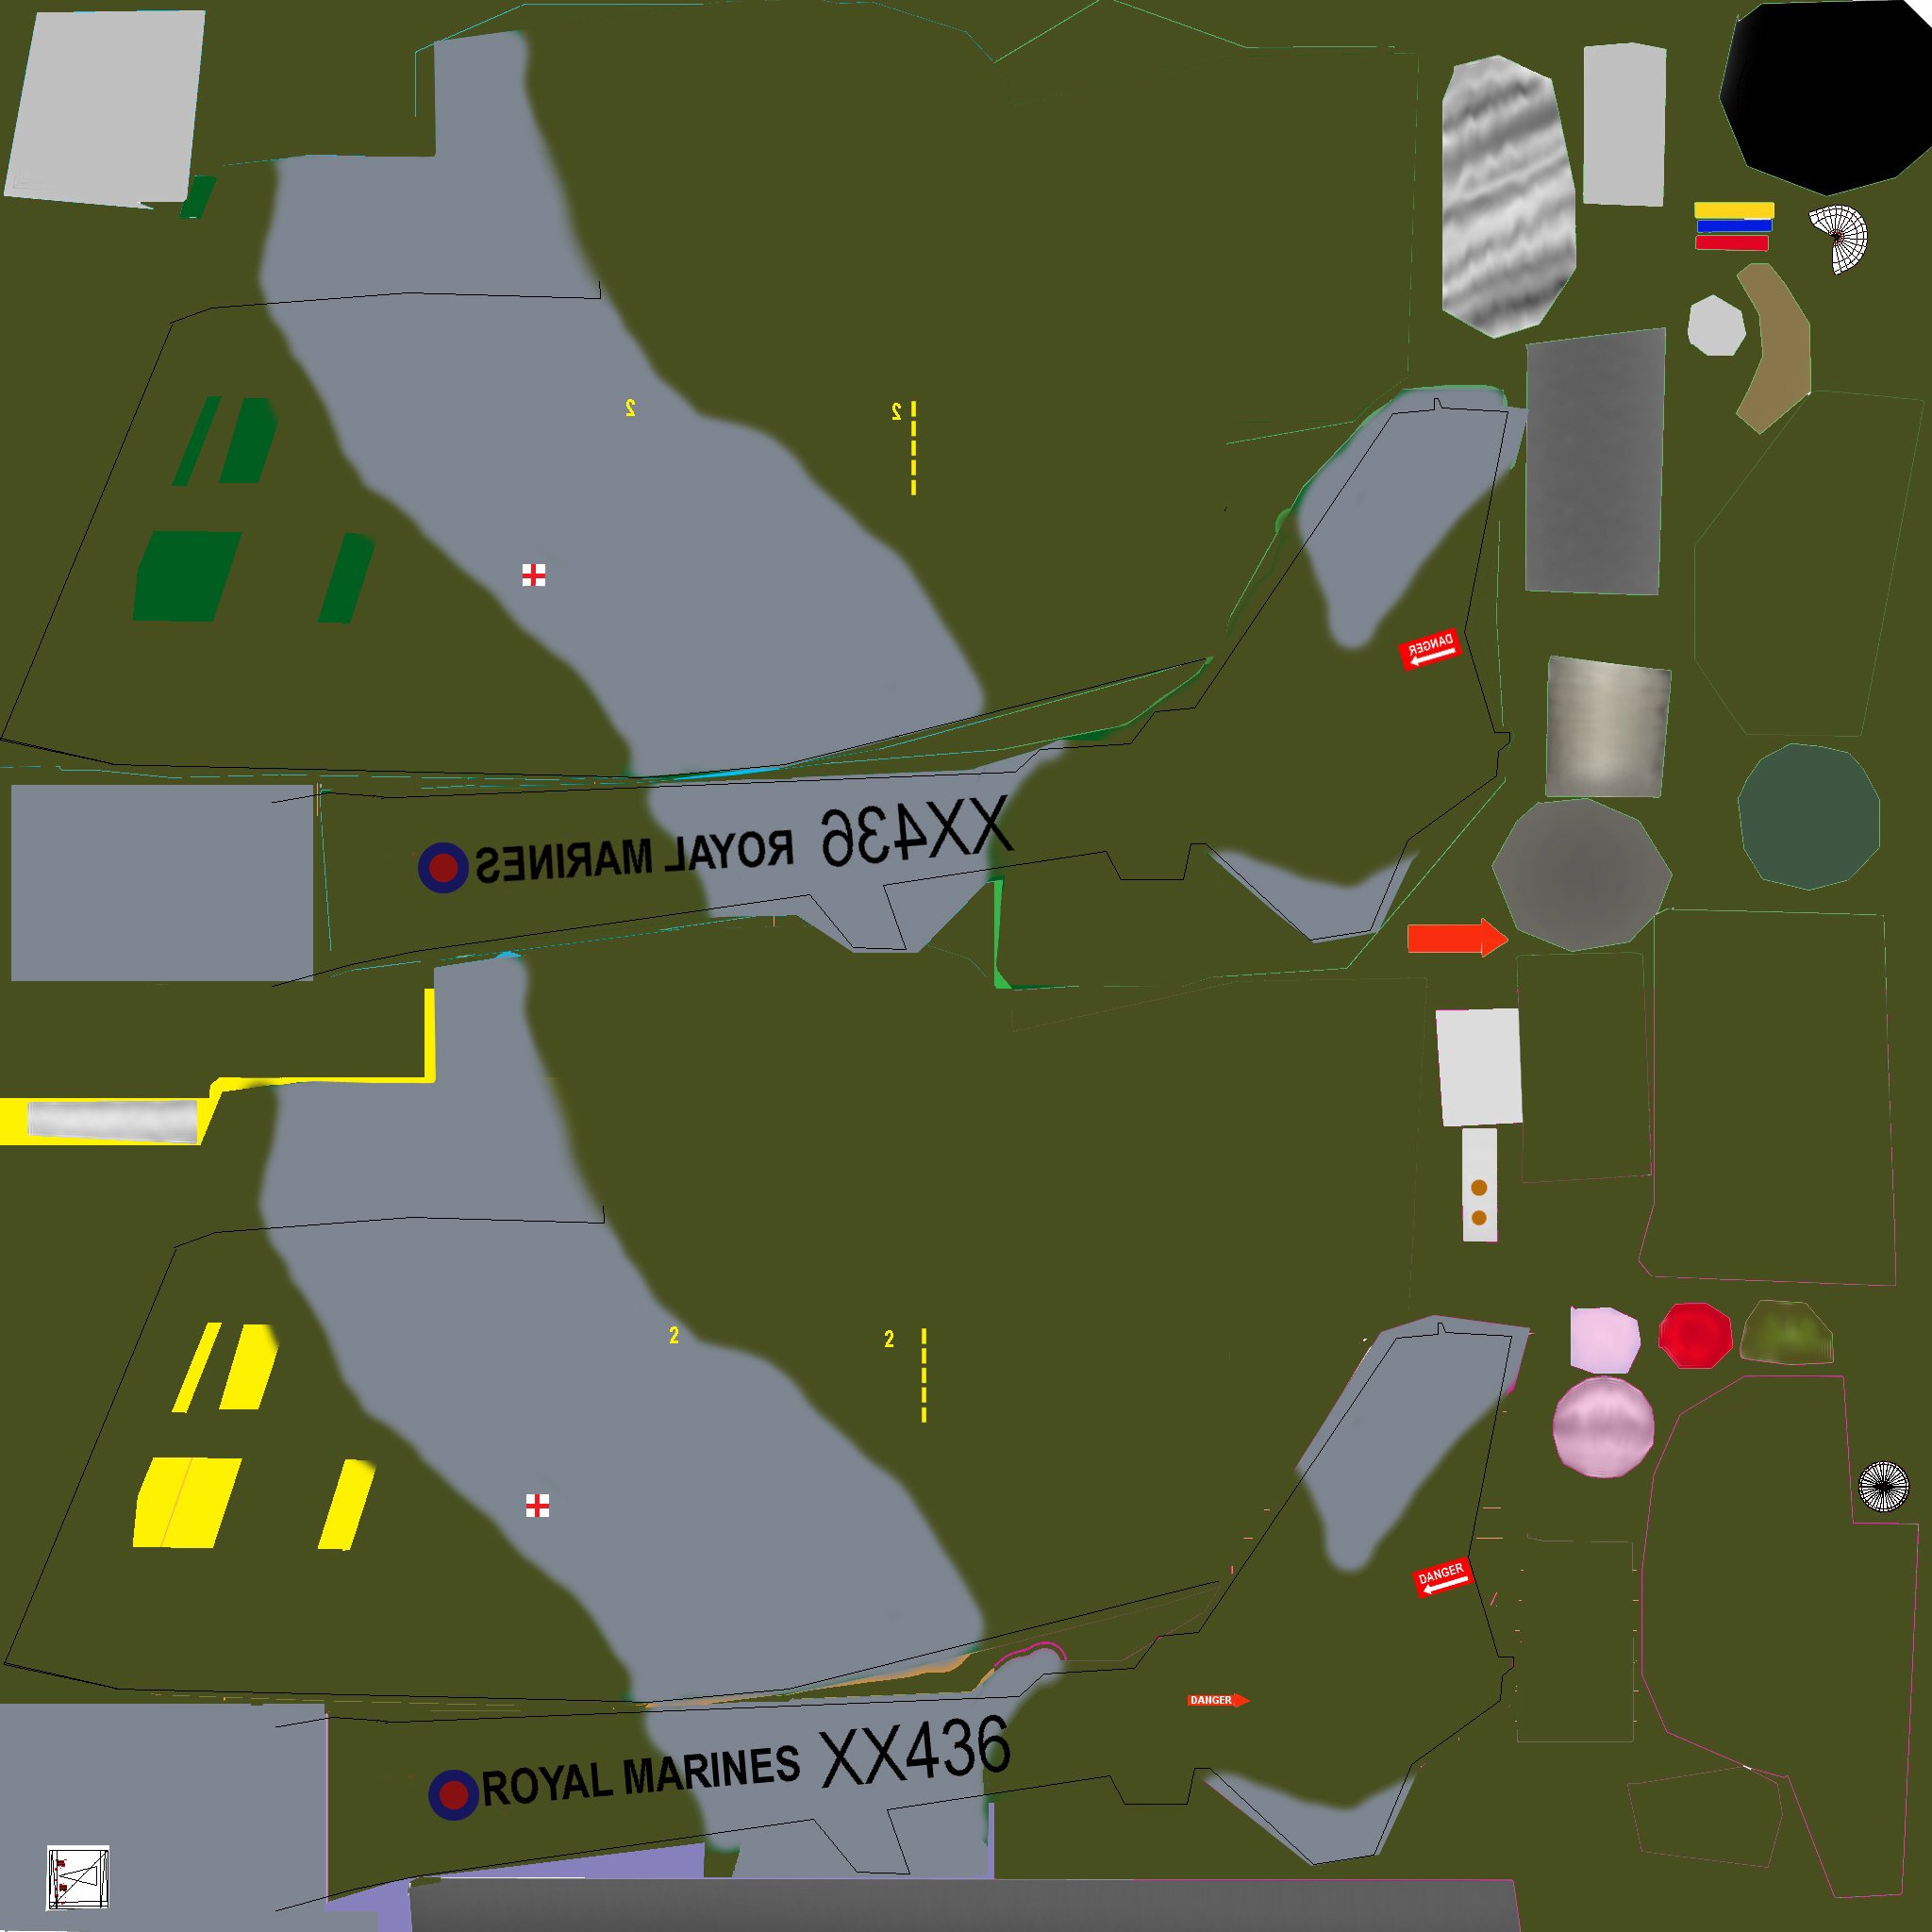 2
2
DANGER
XX436
ROYAL MARINES
2
2
DANGER
DANGER
ROYAL MARINES XX436